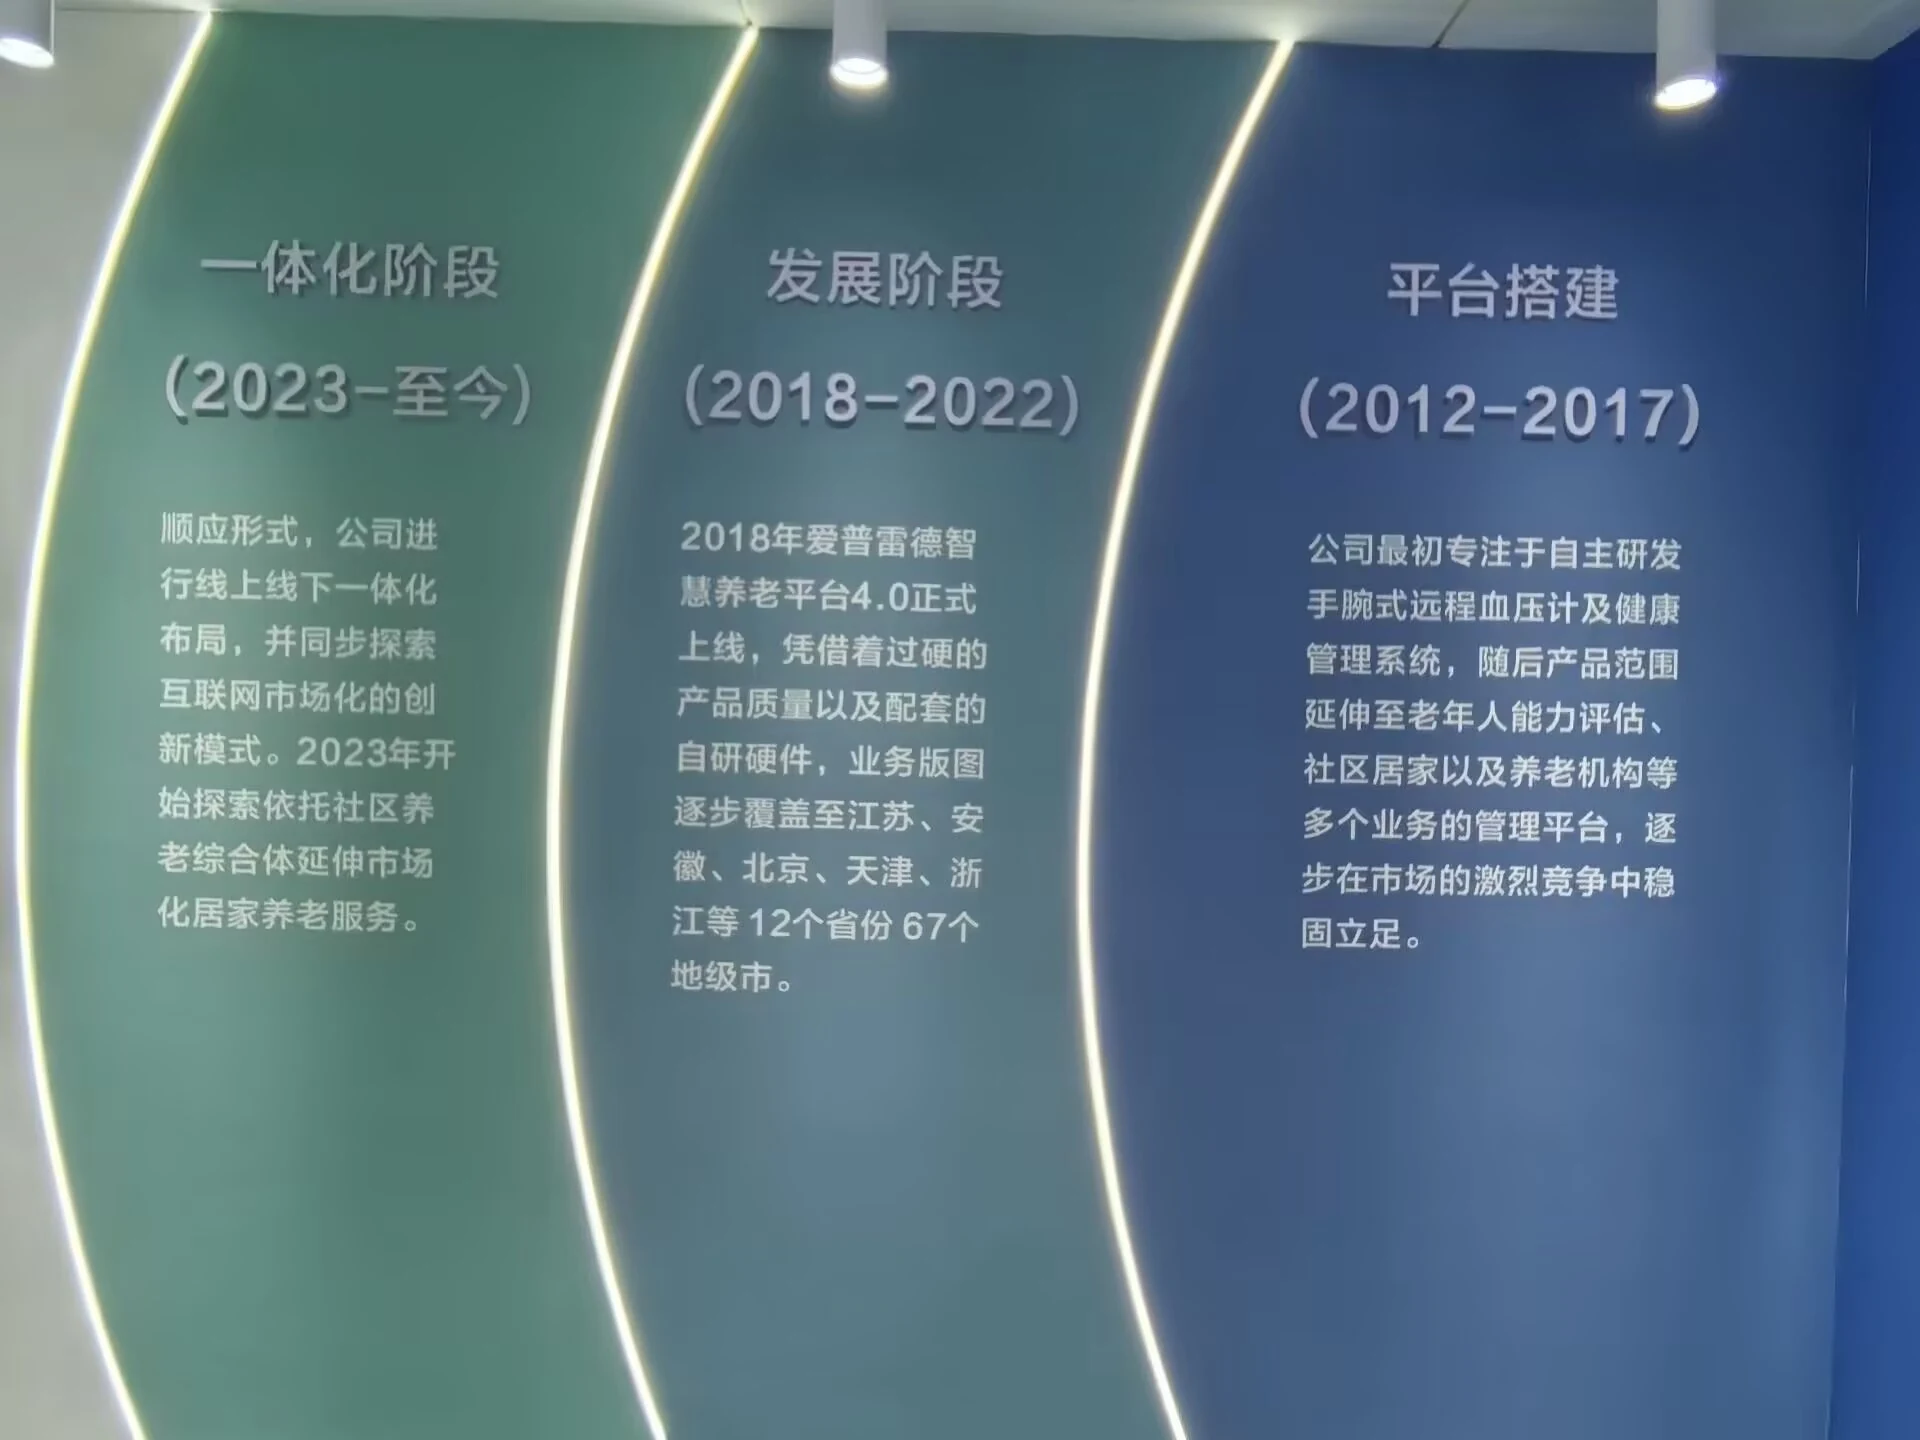 一体化阶段
（2023-至今）
顺应形式，公司进
行线上线下一体化
布局，并同步探索
互联网市场化的创
新模式。2023年开
始探索依托社区养
老综合体延伸市场
化居家养老服务。
发展阶段
（2018-2022）
2018年爱普雷德智
慧养老平台4.0正式
上线，凭借着过硬的
产品质量以及配套的
自研硬件，业务版图
逐步覆盖至江苏、安
徽、北京、天津、浙
江等 12个省份 67个
地级市。
平台搭建
（2012-2017）
公司最初专注于自主研发
手腕式远程血压计及健康
管理系统，随后产品范围
延伸至老年人能力评估、
社区居家以及养老机构等
多个业务的管理平台，逐
步在市场的激烈竞争中稳
固立足。